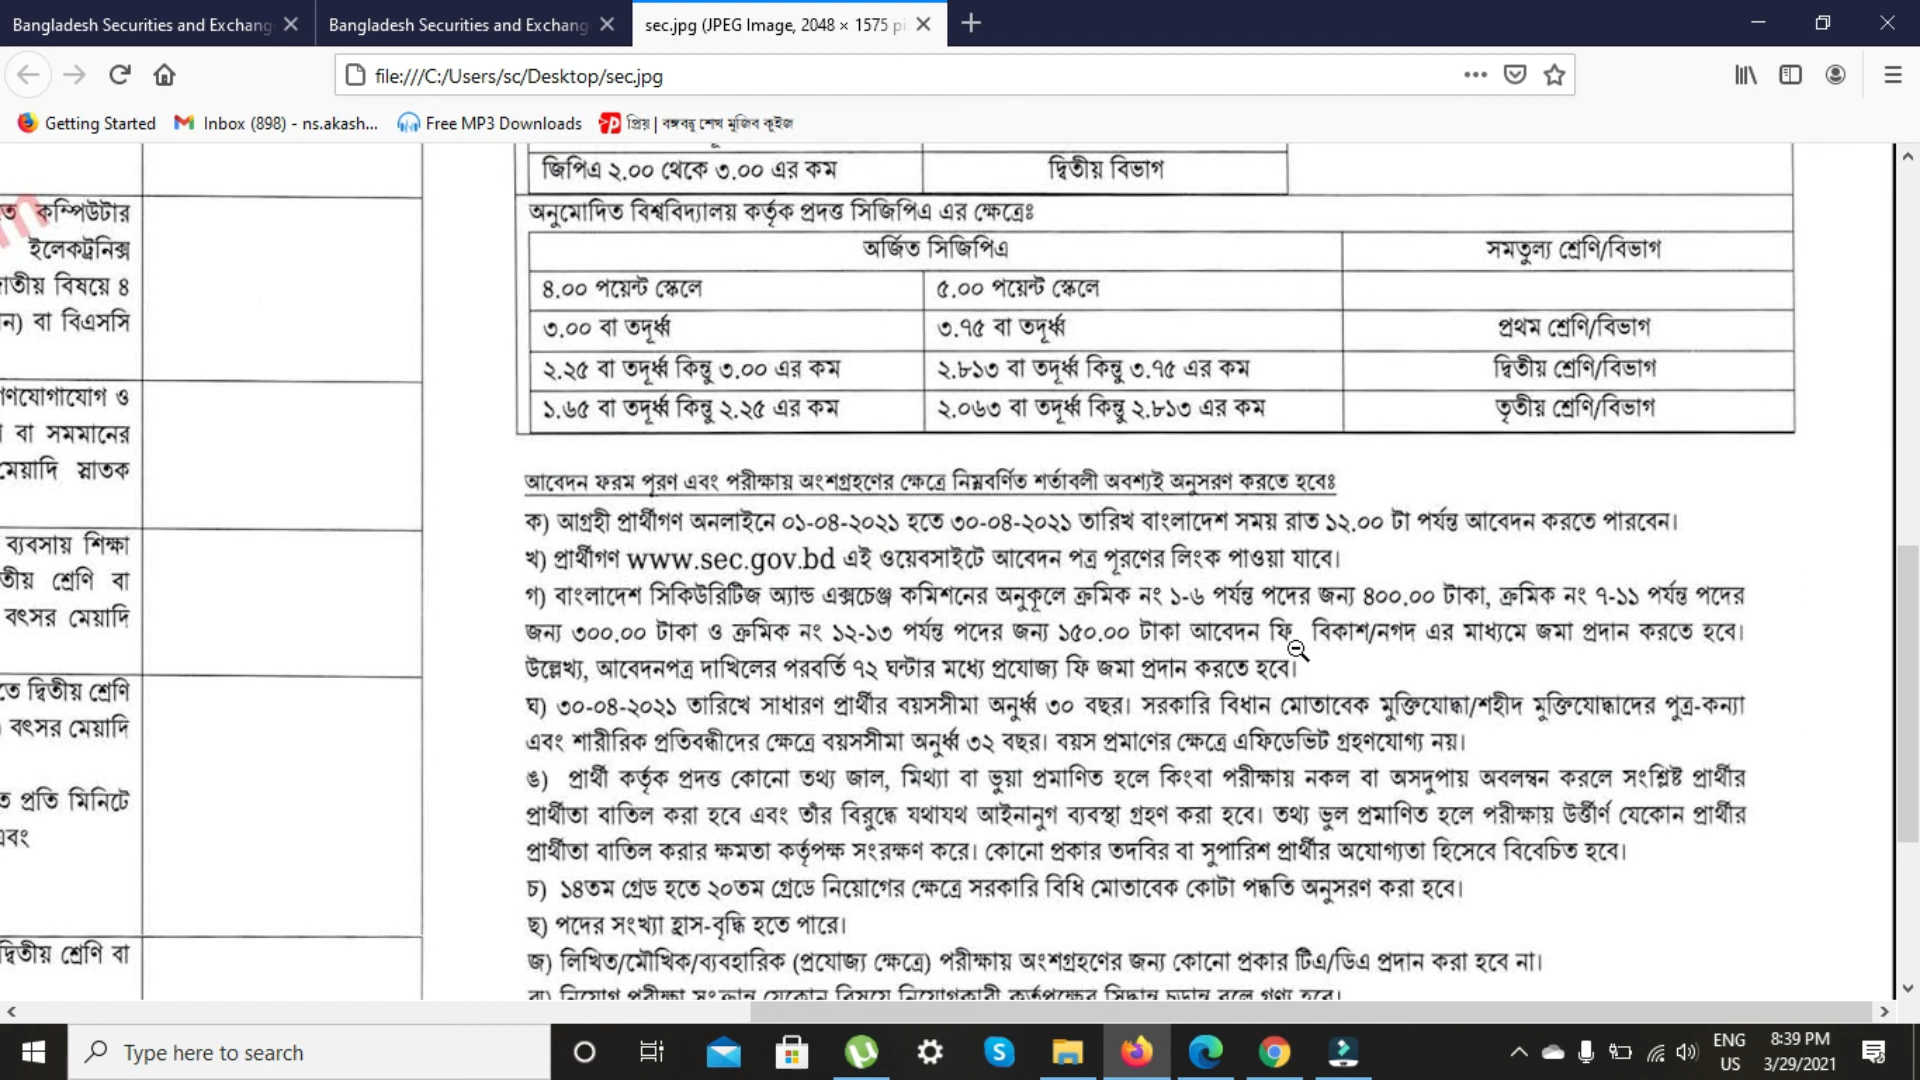 Bangladesh Securities and Exchang
Bangladesh Securities and Exchang
sec.jpg (JPEG Image, 2048 × 1575 pi
file:///C:/Users/sc/Desktop/sec.jpg
Getting Started
Inbox (898) - ns.akash...
Free MP3 Downloads
প্রিয় | বঙ্গবন্ধু শেখ মুজিব কুইজ
কম্পিউটার
ইলেকট্রনিক্স
বিষয়ে ৪
বা বিএসসি
গণযোগাযোগ ও
বা সমমানের
মেয়াদি স্নাতক
ব্যবসায় শিক্ষা
শ্রেণি বা
বৎসর মেয়াদি
দ্বিতীয় শ্রেণি
বৎসর মেয়াদি
প্রতি মিনিটে
এবং
দ্বিতীয় শ্রেণি বা
জিপিএ ২.০০ থেকে ৩.০০ এর কম দ্বিতীয় বিভাগ
অনুমোদিত বিশ্ববিদ্যালয় কর্তৃক প্রদত্ত সিজিপিএ এর ক্ষেত্রেঃ
অর্জিত সিজিপিএ সমতুল্য শ্রেণি/বিভাগ
৪.০০ পয়েন্ট স্কেলে ৫.০০ পয়েন্ট স্কেলে
৩.০০ বা তদূর্ধ্ব ৩.৭৫ বা তদূর্ধ্ব প্রথম শ্রেণি/বিভাগ
২.২৫ বা তদূর্ধ্ব কিন্তু ৩.০০ এর কম ২.৮১৩ বা তদূর্ধ্ব কিন্তু ৩.৭৫ এর কম দ্বিতীয় শ্রেণি/বিভাগ
১.৬৫ বা তদূর্ধ্ব কিন্তু ২.২৫ এর কম ২.০৬৩ বা তদূর্ধ্ব কিন্তু ২.৮১৩ এর কম তৃতীয় শ্রেণি/বিভাগ
আবেদন ফরম পূরণ এবং পরীক্ষায় অংশগ্রহণের ক্ষেত্রে নিম্নবর্ণিত শর্তাবলী অবশ্যই অনুসরণ করতে হবেঃ
ক) আগ্রহী প্রার্থীগণ অনলাইনে ০১-০৪-২০২১ হতে ৩০-০৪-২০২১ তারিখ বাংলাদেশ সময় রাত ১২.০০ টা পর্যন্ত আবেদন করতে পারবেন।
খ) প্রার্থীগণ www.sec.gov.bd এই ওয়েবসাইটে আবেদন পত্র পূরণের লিংক পাওয়া যাবে।
গ) বাংলাদেশ সিকিউরিটিজ অ্যান্ড এক্সচেঞ্জ কমিশনের অনুকূলে ক্রমিক নং ১-৬ পর্যন্ত পদের জন্য ৪০০.০০ টাকা, ক্রমিক নং ৭-১১ পর্যন্ত পদের
জন্য ৩০০.০০ টাকা ও ক্রমিক নং ১২-১৩ পর্যন্ত পদের জন্য ১৫০.০০ টাকা আবেদন ফি, বিকাশ/নগদ এর মাধ্যমে জমা প্রদান করতে হবে।
উল্লেখ্য, আবেদনপত্র দাখিলের পরবর্তি ৭২ ঘন্টার মধ্যে প্রযোজ্য ফি জমা প্রদান করতে হবে।
ঘ) ৩০-০৪-২০২১ তারিখে সাধারণ প্রার্থীর বয়সসীমা অনুর্ধ্ব ৩০ বছর। সরকারি বিধান মোতাবেক মুক্তিযোদ্ধা/শহীদ মুক্তিযোদ্ধাদের পুত্র-কন্যা
এবং শারীরিক প্রতিবন্ধীদের ক্ষেত্রে বয়সসীমা অনুর্ধ্ব ৩২ বছর। বয়স প্রমাণের ক্ষেত্রে এফিডেভিট গ্রহণযোগ্য নয়।
ঙ) প্রার্থী কর্তৃক প্রদত্ত কোনো তথ্য জাল, মিথ্যা বা ভুয়া প্রমাণিত হলে কিংবা পরীক্ষায় নকল বা অসদুপায় অবলম্বন করলে সংশ্লিষ্ট প্রার্থীর
প্রার্থীতা বাতিল করা হবে এবং তাঁর বিরুদ্ধে যথাযথ আইনানুগ ব্যবস্থা গ্রহণ করা হবে। তথ্য ভুল প্রমাণিত হলে পরীক্ষায় উর্ত্তীর্ণ যেকোন প্রার্থীর
প্রার্থীতা বাতিল করার ক্ষমতা কর্তৃপক্ষ সংরক্ষণ করে। কোনো প্রকার তদবির বা সুপারিশ প্রার্থীর অযোগ্যতা হিসেবে বিবেচিত হবে।
চ) ১৪তম গ্রেড হতে ২০তম গ্রেডে নিয়োগের ক্ষেত্রে সরকারি বিধি মোতাবেক কোটা পদ্ধতি অনুসরণ করা হবে।
ছ) পদের সংখ্যা হ্রাস-বৃদ্ধি হতে পারে।
জ) লিখিত/মৌখিক/ব্যবহারিক (প্রযোজ্য ক্ষেত্রে) পরীক্ষায় অংশগ্রহণের জন্য কোনো প্রকার টিএ/ডিএ প্রদান করা হবে না।
ঝ) নিয়োগ পরীক্ষা সংক্রান্ত যেকোন বিষয়ে নিয়োগকারী কর্তৃপক্ষের সিদ্ধান্ত চূড়ান্ত বলে গণ্য হবে।
Type here to search
ENG
US
8:39 PM
3/29/2021